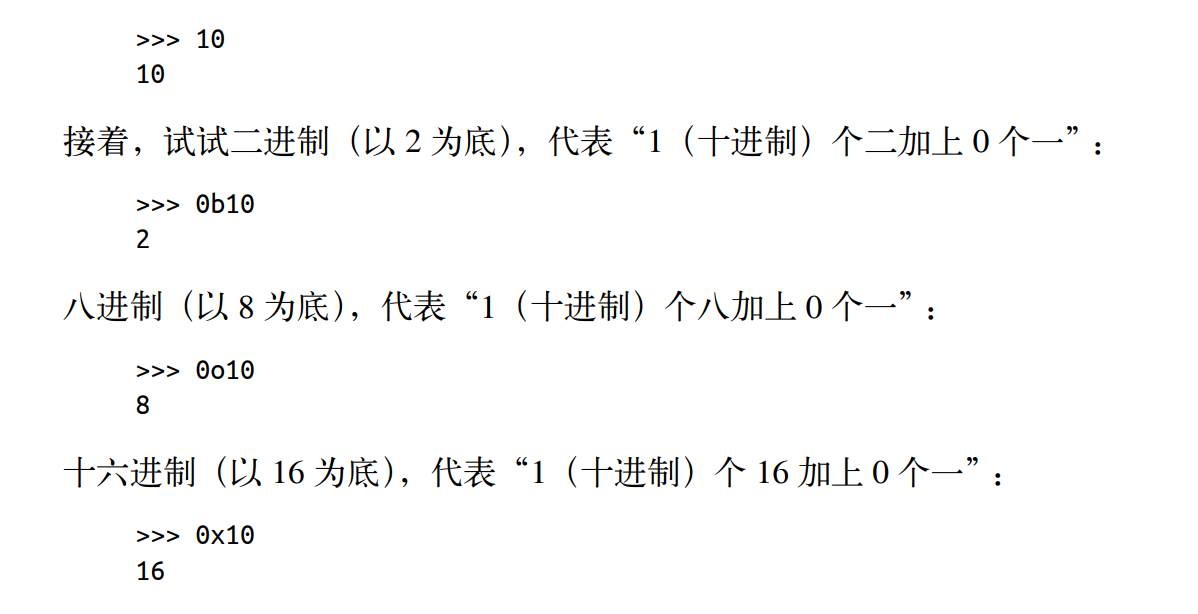 >>> 10
10
接着，试试二进制（以 2 为底），代表“1（十进制）个二加上 0 个一”：
>>> 0b10
2
八进制（以 8 为底），代表“1（十进制）个八加上 0 个一”：
>>> 0o10
8
十六进制（以 16 为底），代表“1（十进制）个 16 加上 0 个一”：
>>> 0x10
16